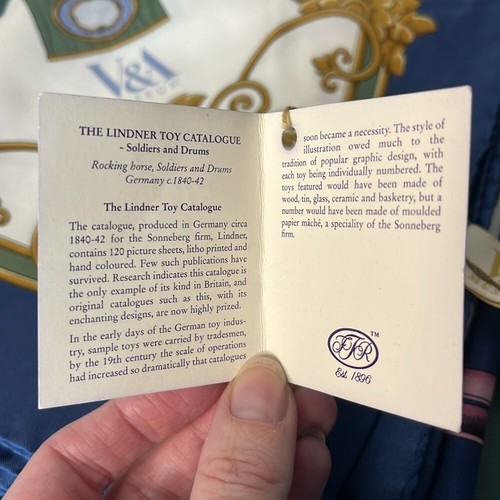 V&A
THE LINDNER TOY CATALOGUE
- Soldiers and Drums
Rocking horse, Soldiers and Drums
Germany c.1840-42
The Lindner Toy Catalogue
The catalogue, produced in Germany circa
1840-42 for the Sonneberg firm, Lindner,
contains 120 picture sheets, litho printed and
hand coloured. Few such publications have
survived. Research indicates this catalogue is
the only example of its kind in Britain, and
original catalogues such as this, with its
enchanting designs, are now highly prized.
In the early days of the German toy indus-
try, sample toys were carried by tradesmen,
by the 19th century the scale of operations
had increased so dramatically that catalogues
soon became a necessity. The style of
illustration owed much to the
tradition of popular graphic design, with
each toy being individually numbered. The
toys featured would have been made of
wood, tin, glass, ceramic and basketry, but a
number would have been made of moulded
papier mâché, a speciality of the Sonneberg
firm.
TM
Est 1896